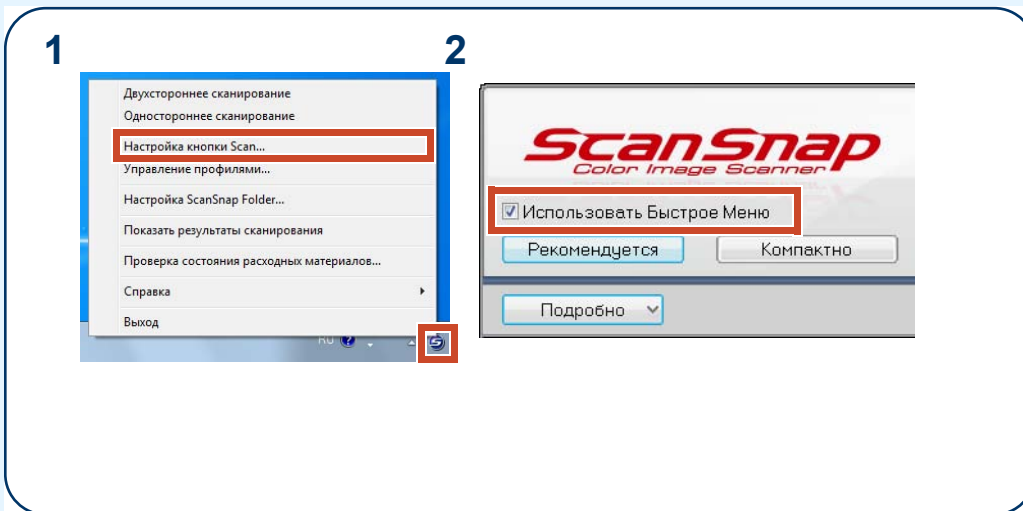 1
Двухстороннее сканирование
Одностороннее сканирование
Настройка кнопки Scan...
Управление профилями...
Настройка ScanSnap Folder...
Показать результаты сканирования
Проверка состояния расходных материалов...
Справка
Выход
RU
2
ScanSnap
Color Image Scanner
Использовать Быстрое Меню
Рекомендуется
Компактно
Подробно